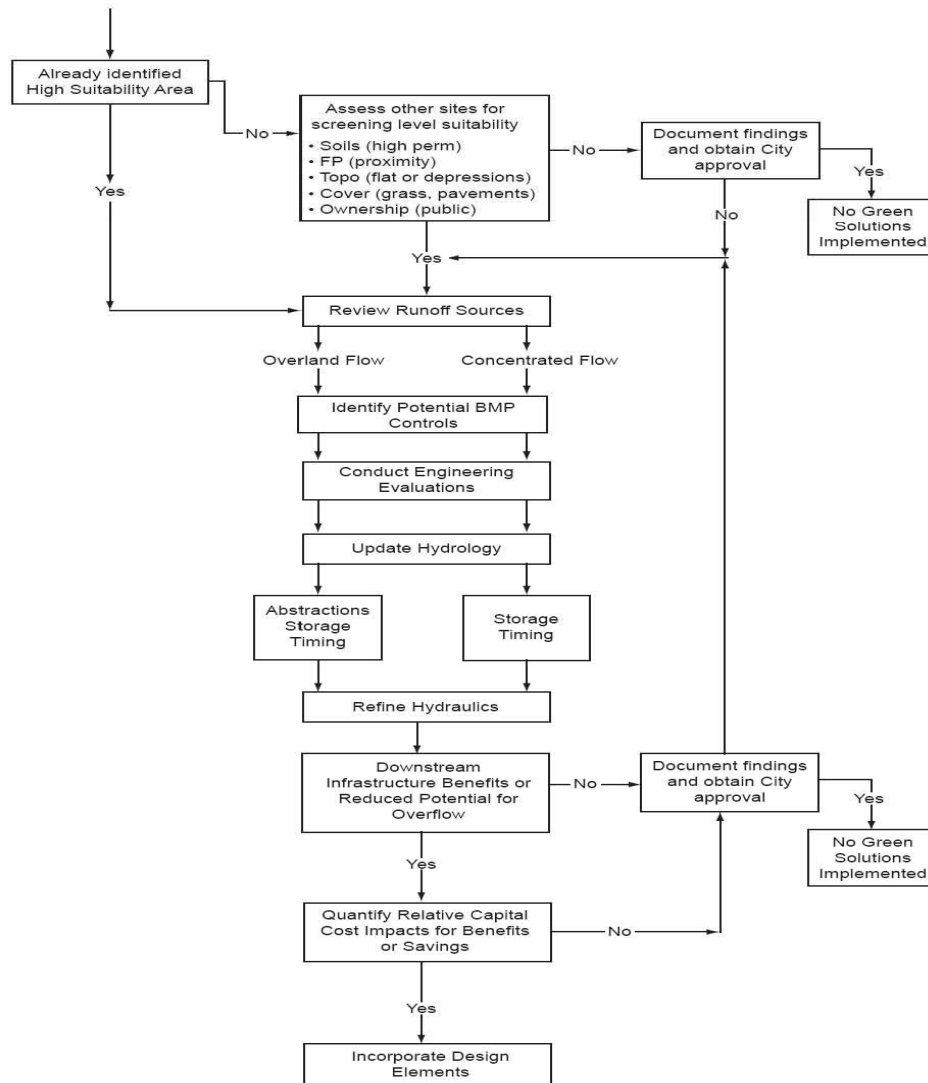 Already identified
High Suitability Area
No
Assess other sites for
screening level suitability
• Soils (high perm)
• FP (proximity)
• Topo (flat or depressions)
• Cover (grass, pavements)
• Ownership (public)
No
Document findings
and obtain City
approval
Yes
Yes
No
No Green
Solutions
Implemented
Yes
Review Runoff Sources
Overland Flow
Concentrated Flow
Identify Potential BMP
Controls
Conduct Engineering
Evaluations
Update Hydrology
Abstractions
Storage
Timing
Storage
Timing
Refine Hydraulics
Downstream
Infrastructure Benefits or
Reduced Potential for
Overflow
No
Document findings
and obtain City
approval
Yes
No Green
Solutions
Implemented
Yes
Quantify Relative Capital
Cost Impacts for Benefits
or Savings
No
Yes
Incorporate Design
Elements